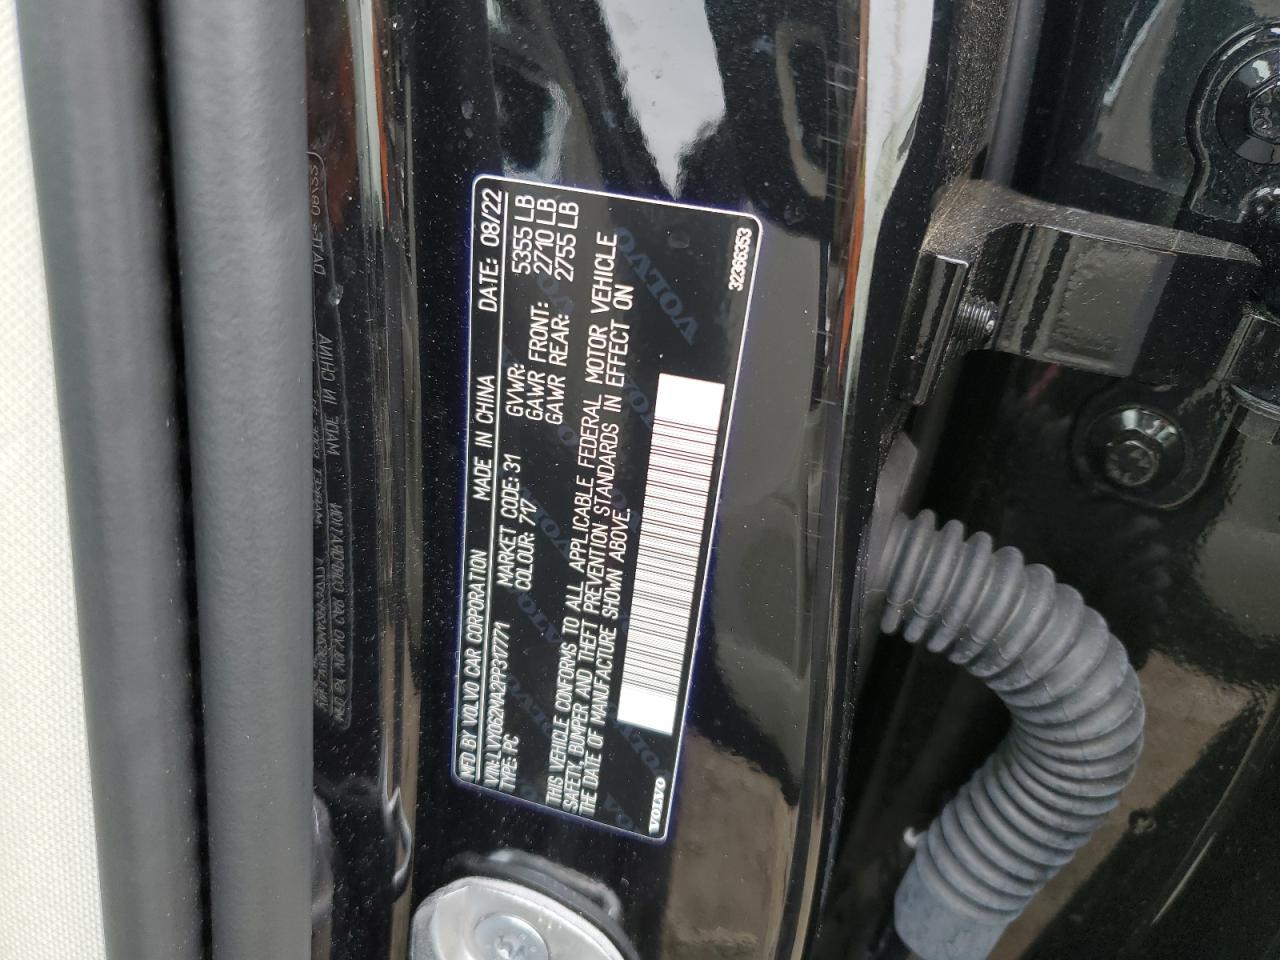 MFD BY VOLVO CAR CORPORATION MADE IN CHINA DATE: 08/22
VIN:LVY062MA2PP317771 MARKET CODE: 31 GVWR: 5355 LB
TYPE: PC COLOUR: 717 GAWR FRONT: 2710 LB
GAWR REAR: 2755 LB
THIS VEHICLE CONFORMS TO ALL APPLICABLE FEDERAL MOTOR VEHICLE
SAFETY, BUMPER AND THEFT PREVENTION STANDARDS IN EFFECT ON
THE DATE OF MANUFACTURE SHOWN ABOVE.
VOLVO
32366353